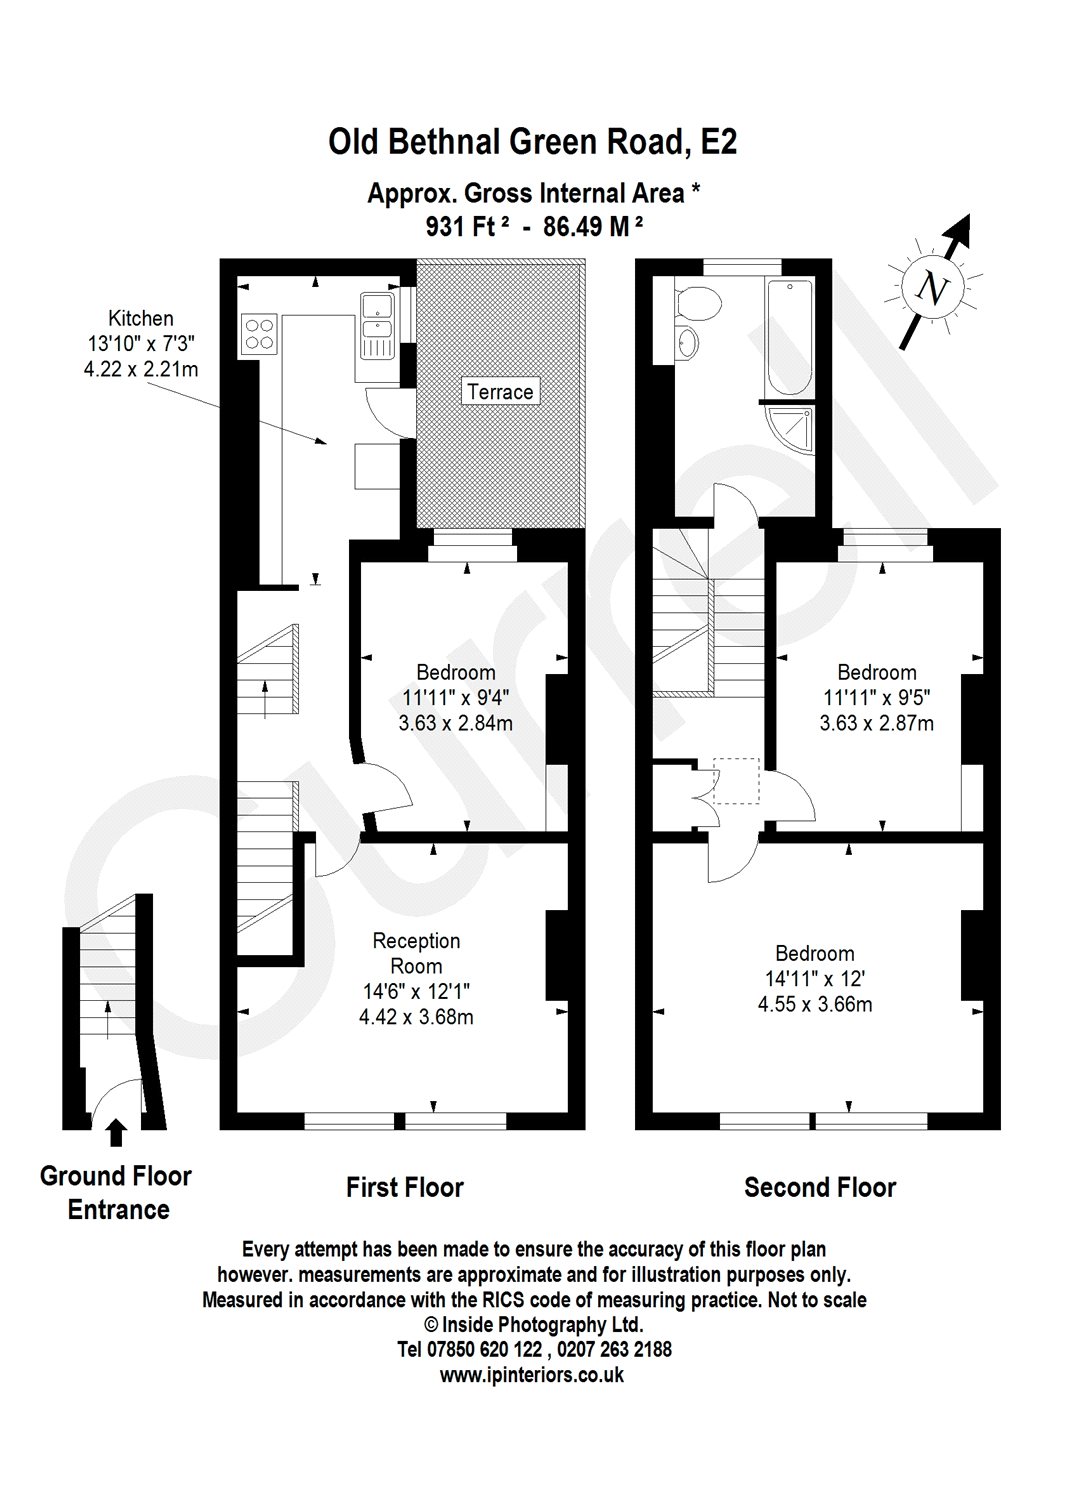 Old Bethnal Green Road, E2
Approx. Gross Internal Area *
931 Ft ² - 86.49 M ²
Kitchen
13'10" x 7'3"
4.22 x 2.21m
Terrace
N
Bedroom
11'11" x 9'4"
3.63 x 2.84m
Bedroom
11'11" x 9'5"
3.63 x 2.87m
Reception
Room
14'6" x 12'1"
4.42 x 3.68m
Bedroom
14'11" x 12'
4.55 x 3.66m
Currell
Ground Floor
Entrance
First Floor
Second Floor
Every attempt has been made to ensure the accuracy of this floor plan
however. measurements are approximate and for illustration purposes only.
Measured in accordance with the RICS code of measuring practice. Not to scale
© Inside Photography Ltd.
Tel 07850 620 122 , 0207 263 2188
www.ipinteriors.co.uk